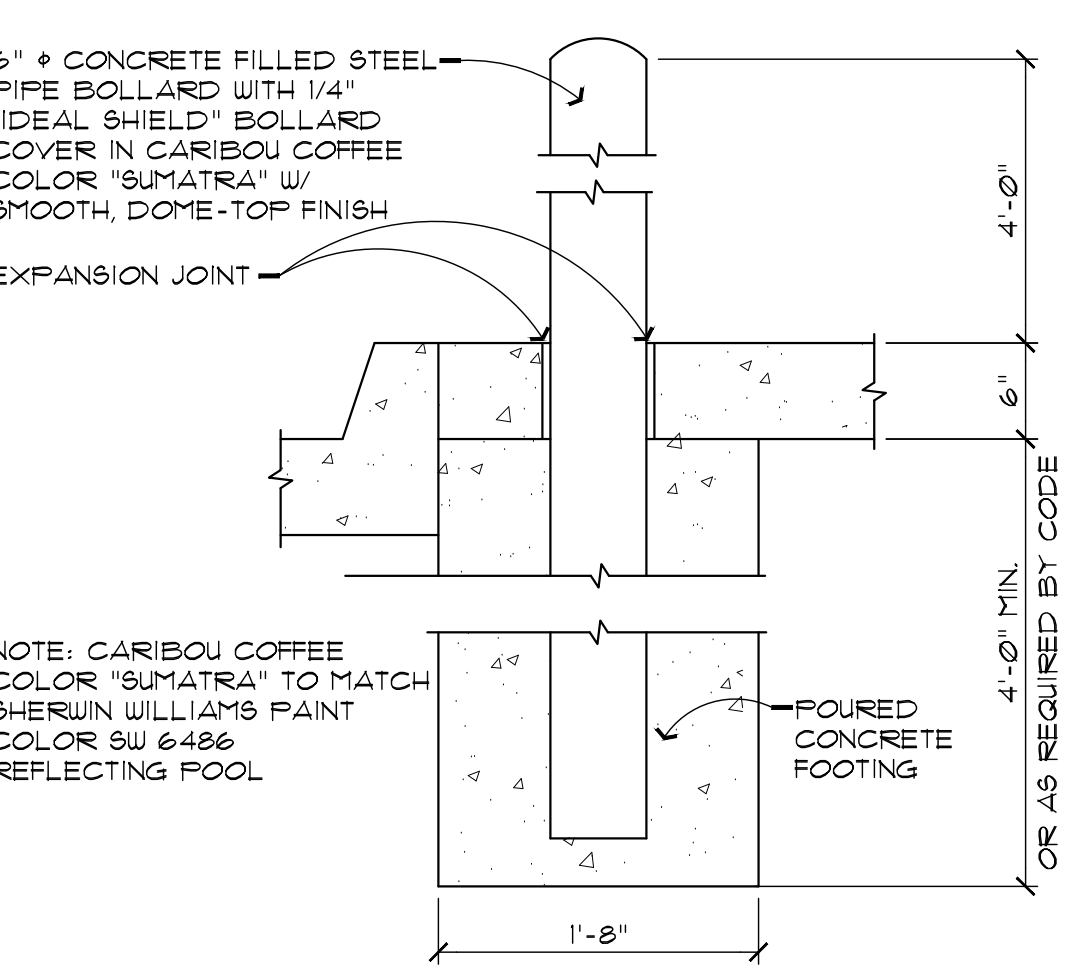 6" Φ CONCRETE FILLED STEEL
PIPE BOLLARD WITH 1/4"
"IDEAL SHIELD" BOLLARD
COVER IN CARIBOU COFFEE
COLOR "SUMATRA" W/
SMOOTH, DOME-TOP FINISH
EXPANSION JOINT
4'-0"
6"
4'-0" MIN.
OR AS REQUIRED BY CODE
NOTE: CARIBOU COFFEE
COLOR "SUMATRA" TO MATCH
SHERWIN WILLIAMS PAINT
COLOR SW 6486
REFLECTING POOL
POURED
CONCRETE
FOOTING
1'-8"